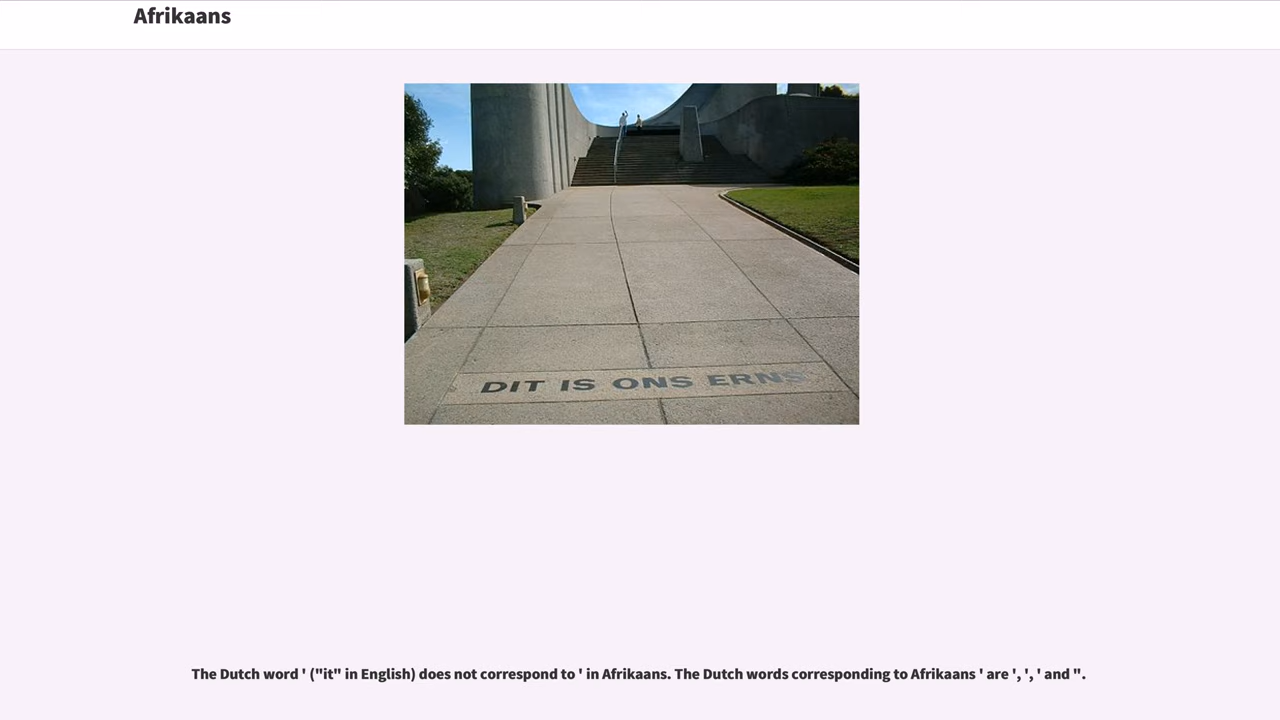 Afrikaans
DIT IS ONS ERNS
The Dutch word ' ("it" in English) does not correspond to ' in Afrikaans. The Dutch words corresponding to Afrikaans ' are ', ', ' and ''.